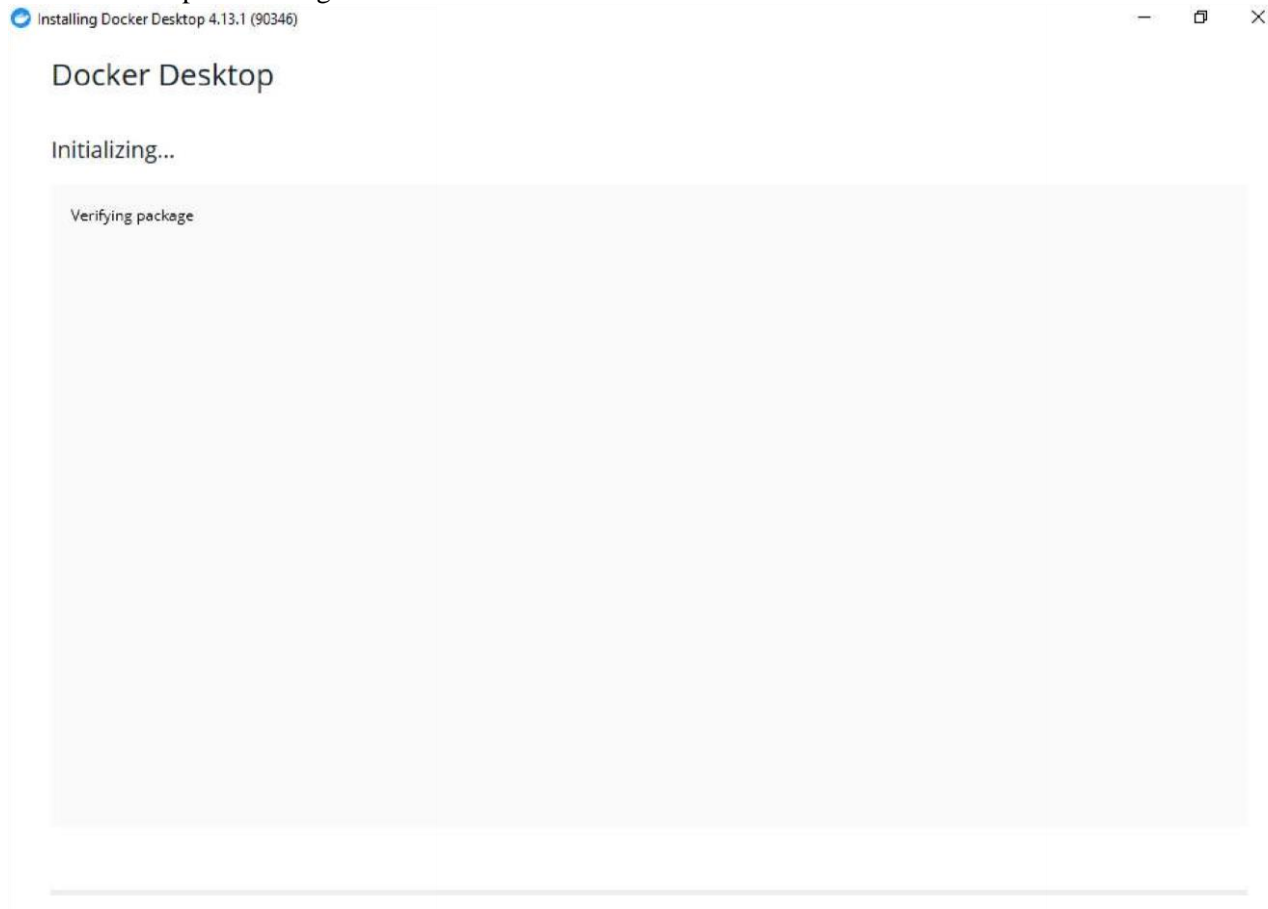 Installing Docker Desktop 4.13.1 (90346)
Docker Desktop
Initializing...
Verifying package